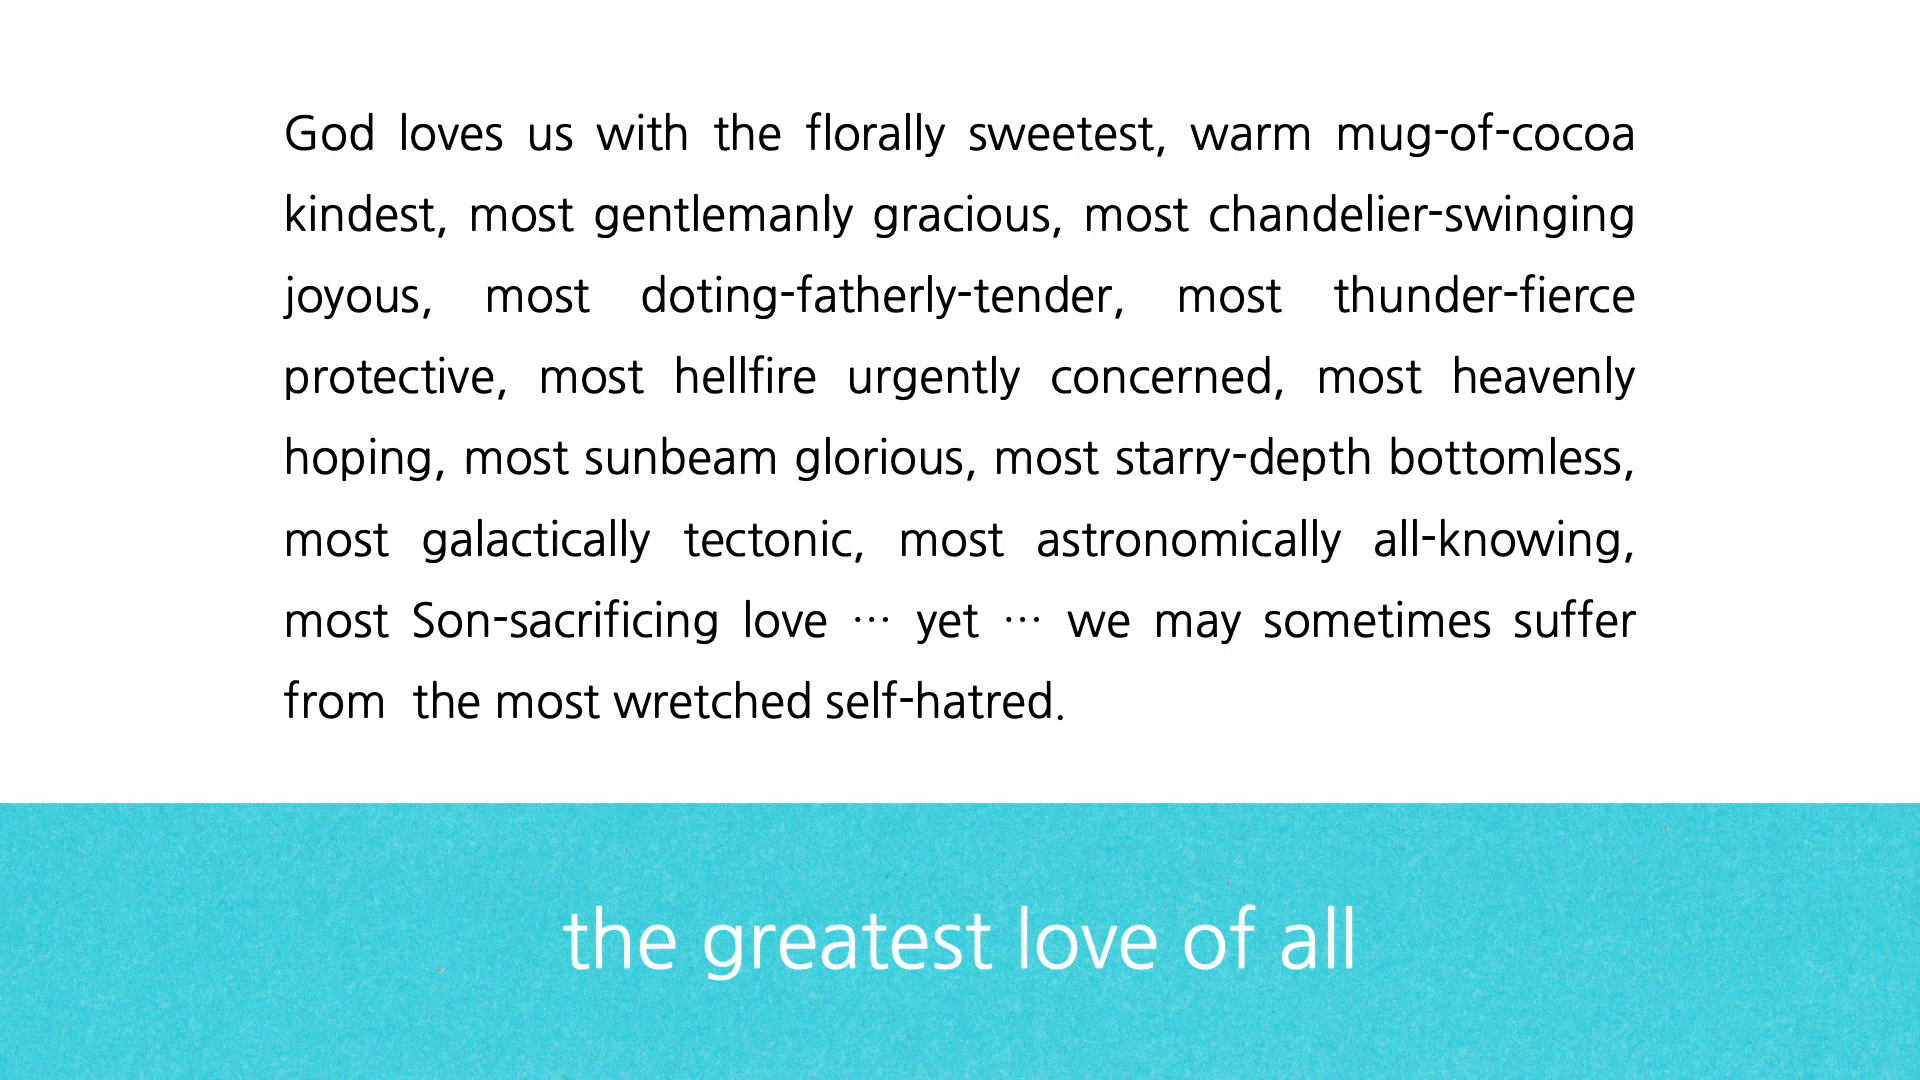 God loves us with the florally sweetest, warm mug-of-cocoa
kindest, most gentlemanly gracious, most chandelier-swinging
joyous, most doting-fatherly-tender, most thunder-fierce
protective, most hellfire urgently concerned, most heavenly
hoping, most sunbeam glorious, most starry-depth bottomless,
most galactically tectonic, most astronomically all-knowing,
most Son-sacrificing love ⋯ yet ⋯ we may sometimes suffer
from  the most wretched self-hatred.
the greatest love of all